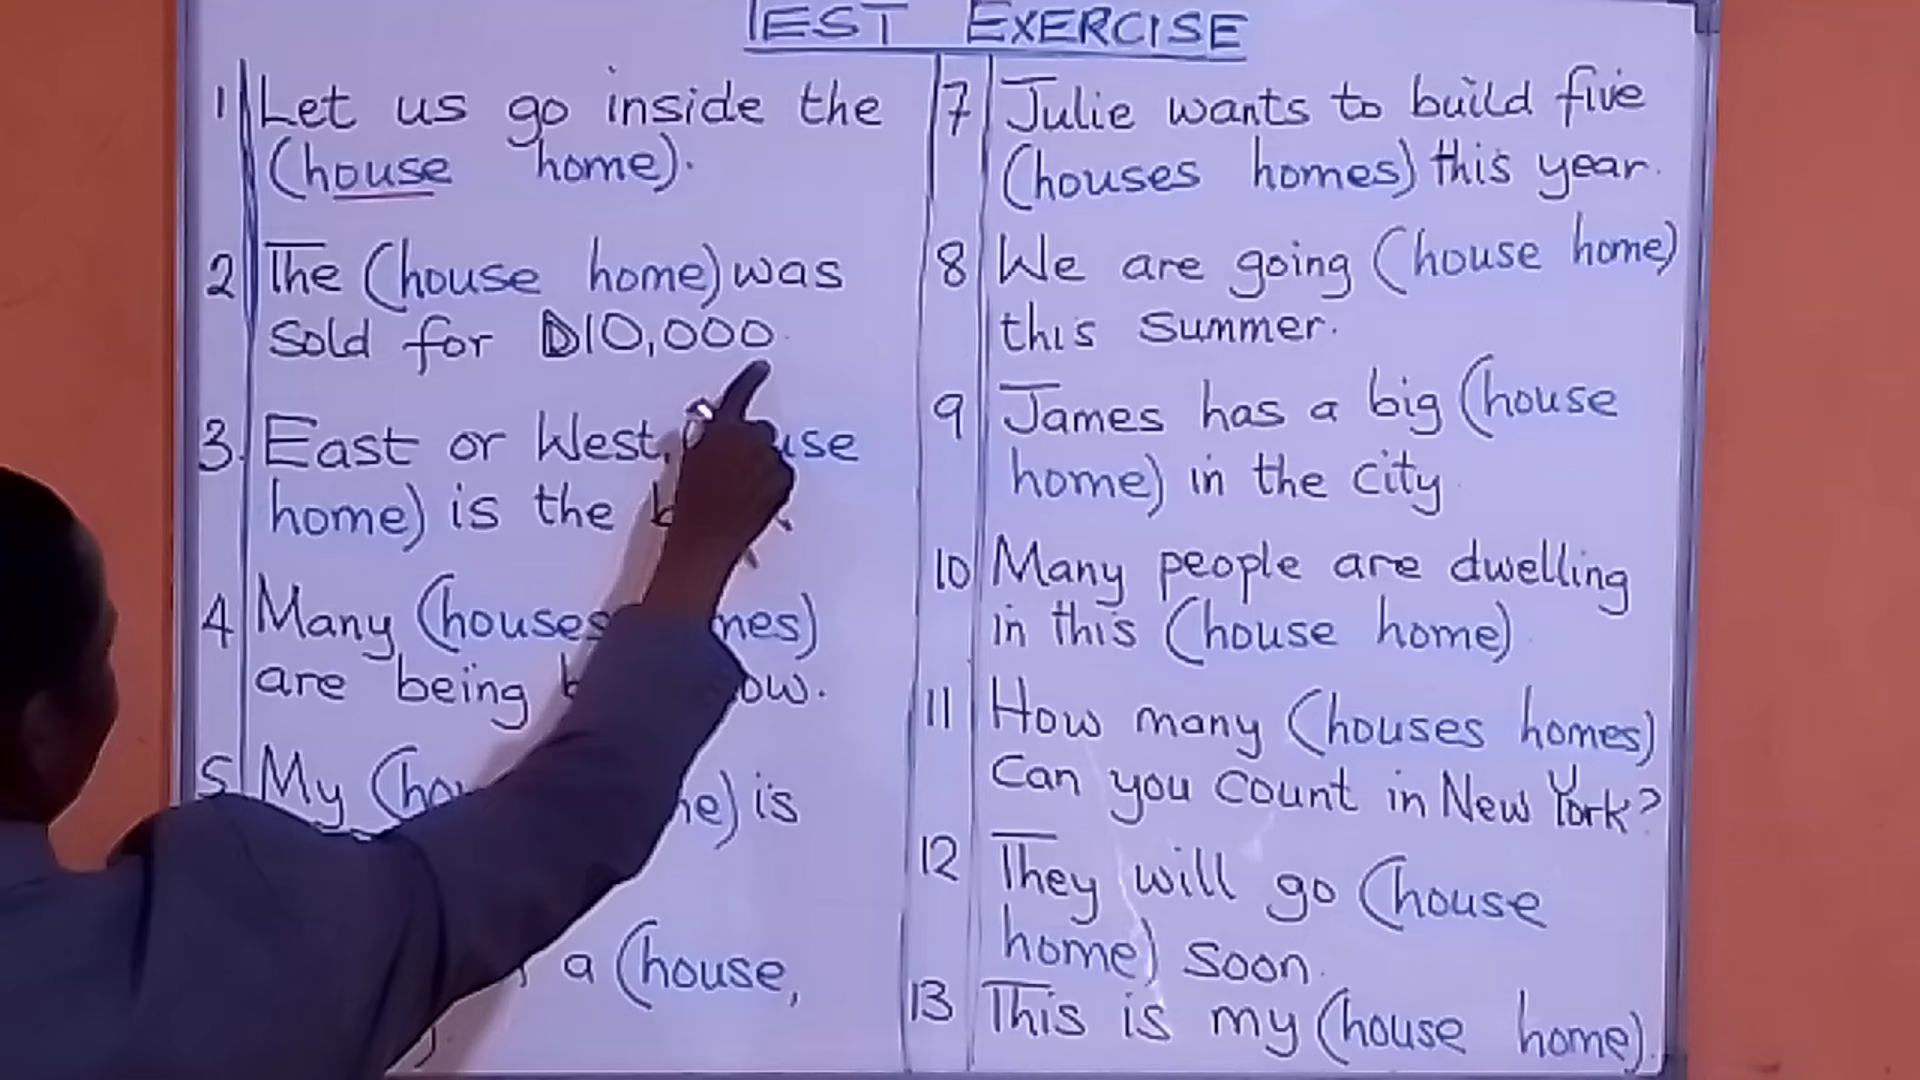 TEST EXERCISE
1 Let us go inside the
(house home).
2 The (house home) was
sold for D10,000.
3. East or West,
home) is the
4 Many (houses
are being
5 My is
a (house,
7 Julie wants to build five
(houses homes) this year.
8 We are going (house home)
this summer.
9 James has a big (house
home) in the city
10 Many people are dwelling
in this (house home).
11 How many (houses homes)
Can you count in New York?
12 They will go (house
home) soon.
13 This is my (house home).